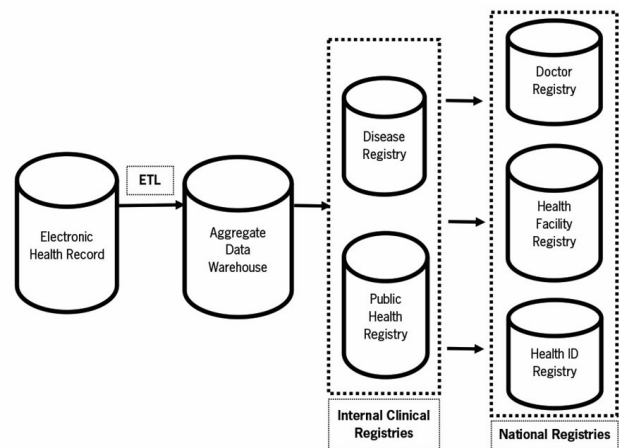 Electronic
Health Record
ETL
Aggregate
Data
Warehouse
Disease
Registry
Public
Health
Registry
Internal Clinical
Registries
Doctor
Registry
Health
Facility
Registry
Health ID
Registry
National Registries